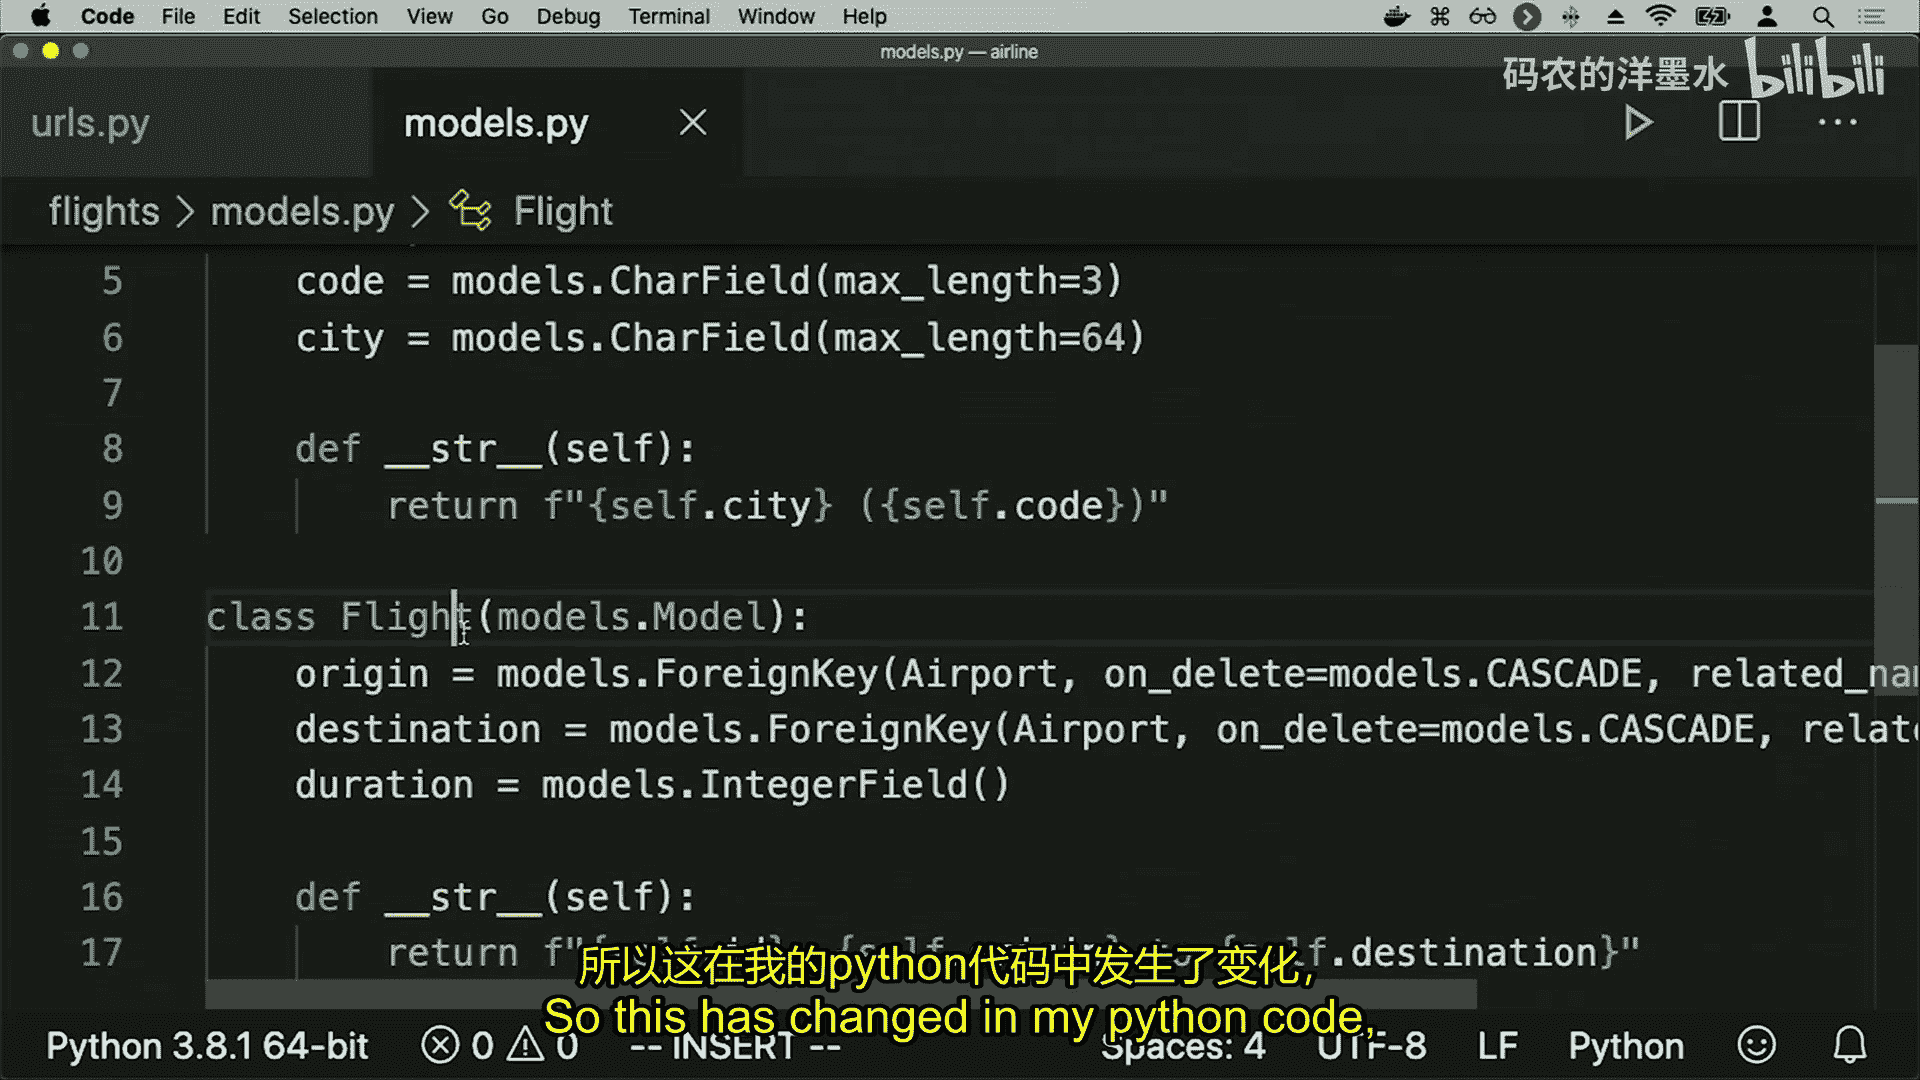 Code File Edit Selection View Go Debug Terminal Window Help
models.py — airline
码农的洋墨水 bilibili
urls.py models.py
flights > models.py > Flight
5 code = models.CharField(max_length=3)
6 city = models.CharField(max_length=64)
7
8 def __str__(self):
9 return f"{self.city} ({self.code})"
10
11 class Flight(models.Model):
12 origin = models.ForeignKey(Airport, on_delete=models.CASCADE, related_na
13 destination = models.ForeignKey(Airport, on_delete=models.CASCADE, relat
14 duration = models.IntegerField()
15
16 def __str__(self):
17 return f" .destination}"
所以这在我的python代码中发生了变化，
So this has changed in my python code,
Python 3.8.1 64-bit 0 0 -- INSERT -- Spaces: 4 UTF-8 LF Python